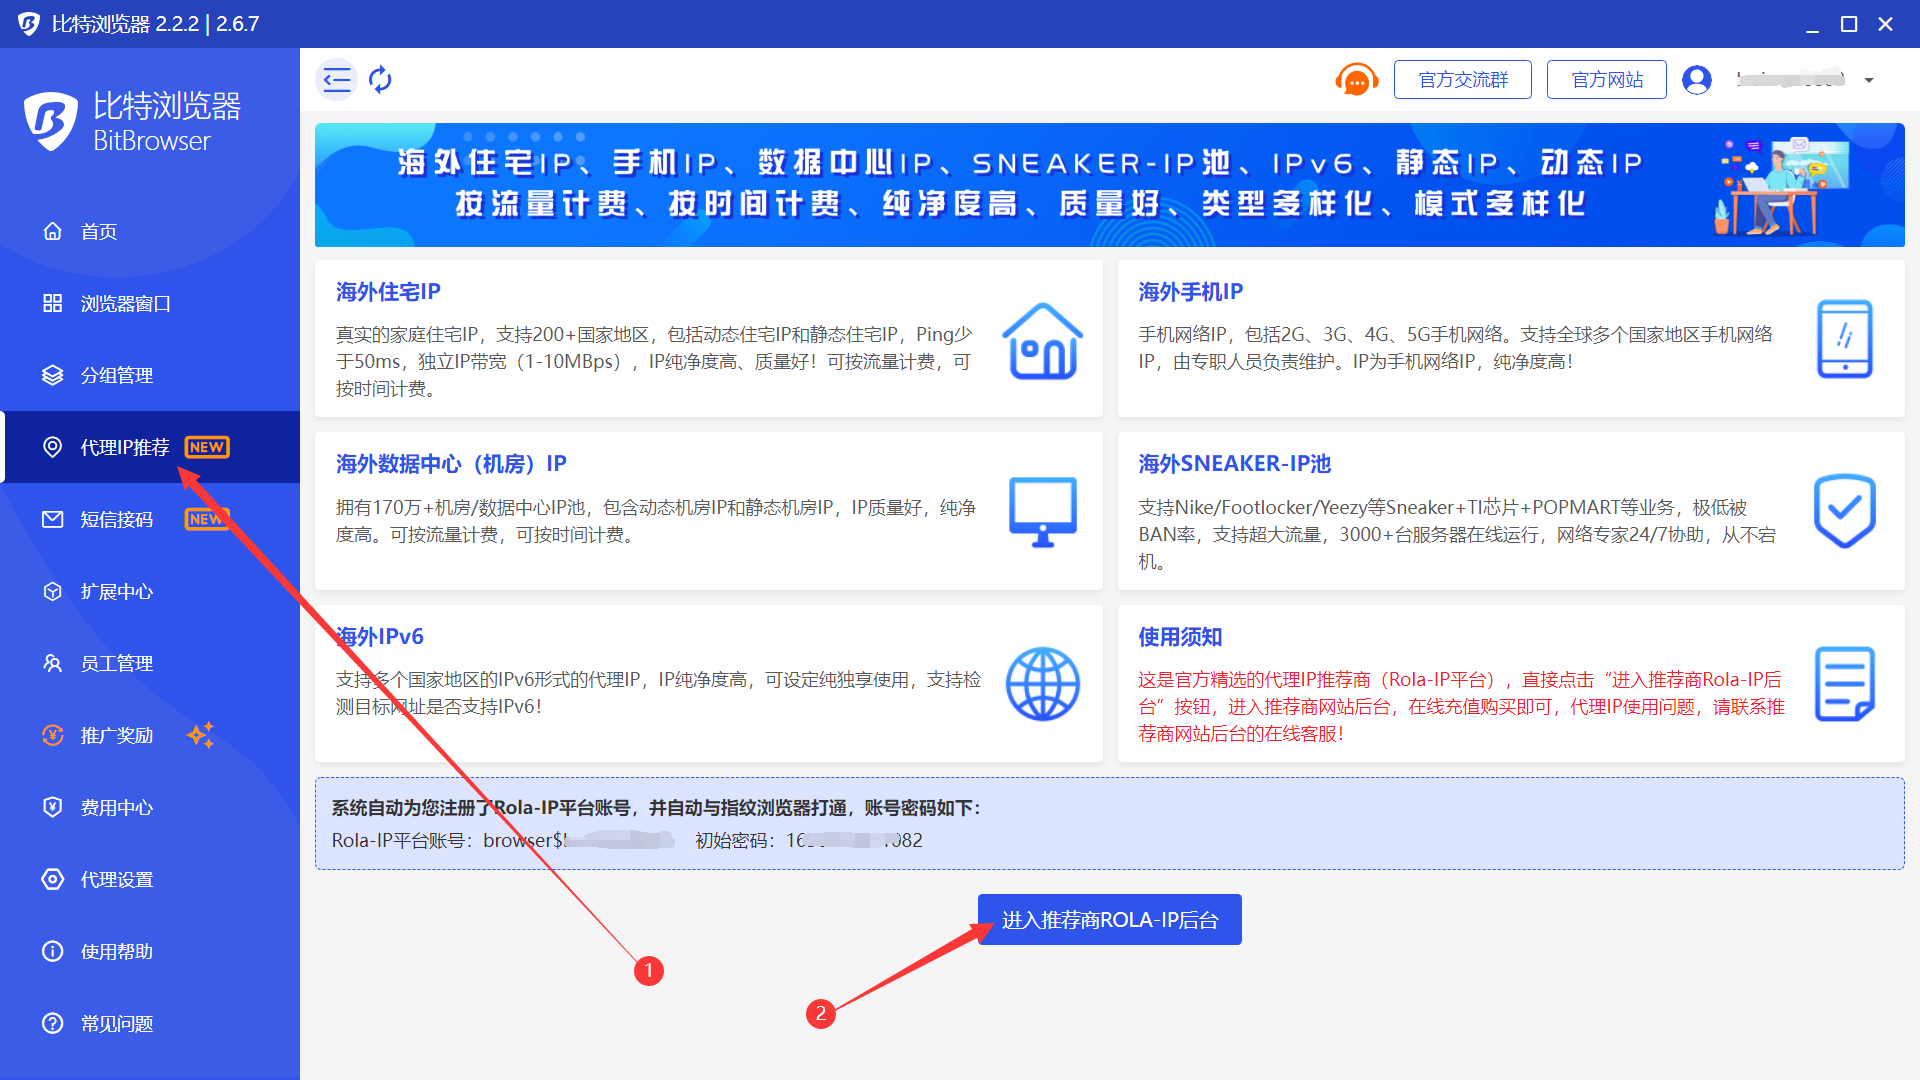 比特浏览器 2.2.2 | 2.6.7
比特浏览器
BitBrowser
首页
浏览器窗口
分组管理
代理IP推荐 NEW
短信接码 NEW
扩展中心
员工管理
推广奖励
费用中心
代理设置
使用帮助
常见问题
官方交流群
官方网站
海外住宅IP、手机IP、数据中心IP、SNEAKER-IP池、IPv6、静态IP、动态IP
按流量计费、按时间计费、纯净度高、质量好、类型多样化、模式多样化
海外住宅IP
真实的家庭住宅IP，支持200+国家地区，包括动态住宅IP和静态住宅IP，Ping少
于50ms，独立IP带宽（1-10MBps），IP纯净度高、质量好！可按流量计费，可
按时间计费。
海外手机IP
手机网络IP，包括2G、3G、4G、5G手机网络。支持全球多个国家地区手机网络
IP，由专职人员负责维护。IP为手机网络IP，纯净度高！
海外数据中心（机房）IP
拥有170万+机房/数据中心IP池，包含动态机房IP和静态机房IP，IP质量好，纯净
度高。可按流量计费，可按时间计费。
海外SNEAKER-IP池
支持Nike/Footlocker/Yeezy等Sneaker+TI芯片+POPMART等业务，极低被
BAN率，支持超大流量，3000+台服务器在线运行，网络专家24/7协助，从不宕
机。
海外IPv6
支持多个国家地区的IPv6形式的代理IP，IP纯净度高，可设定纯独享使用，支持检
测目标网址是否支持IPv6！
使用须知
这是官方精选的代理IP推荐商（Rola-IP平台），直接点击“进入推荐商Rola-IP后
台”按钮，进入推荐商网站后台，在线充值购买即可，代理IP使用问题，请联系推
荐商网站后台的在线客服！
系统自动为您注册了Rola-IP平台账号，并自动与指纹浏览器打通，账号密码如下：
Rola-IP平台账号：browser$ 初始密码：16 082
进入推荐商ROLA-IP后台
1
2